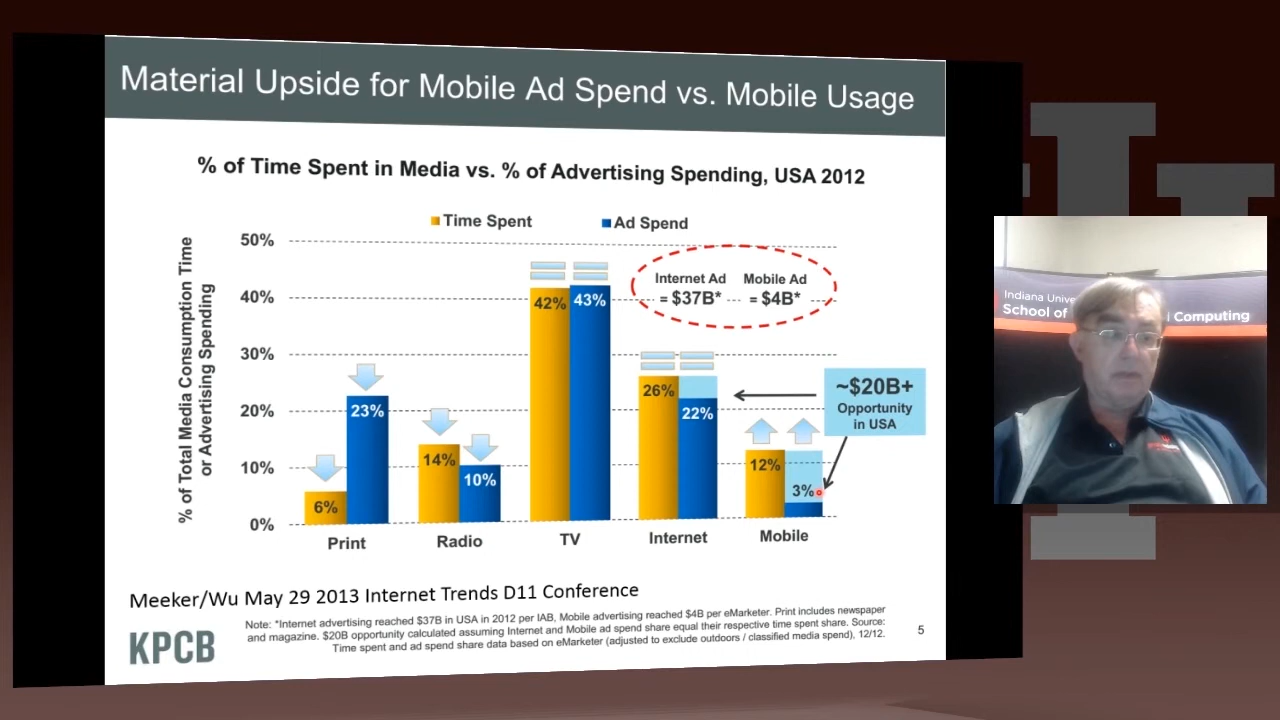 Material Upside for Mobile Ad Spend vs. Mobile Usage
% of Time Spent in Media vs. % of Advertising Spending, USA 2012
Time Spent
Ad Spend
% of Total Media Consumption Time
or Advertising Spending
50%
40%
30%
20%
10%
0%
Internet Ad
= $37B*
Mobile Ad
= $4B*
6%
23%
14%
10%
42%
43%
26%
22%
12%
3%
~$20B+
Opportunity
in USA
Print
Radio
TV
Internet
Mobile
Meeker/Wu May 29 2013 Internet Trends D11 Conference
KPCB
Note: *Internet advertising reached $37B in USA in 2012 per IAB, Mobile advertising reached $4B per eMarketer. Print includes newspaper
and magazine. $20B opportunity calculated assuming Internet and Mobile ad spend share equal their respective time spent share. Source:
Time spent and ad spend share data based on eMarketer (adjusted to exclude outdoors / classified media spend), 12/12.
5
Indiana
School of Computing